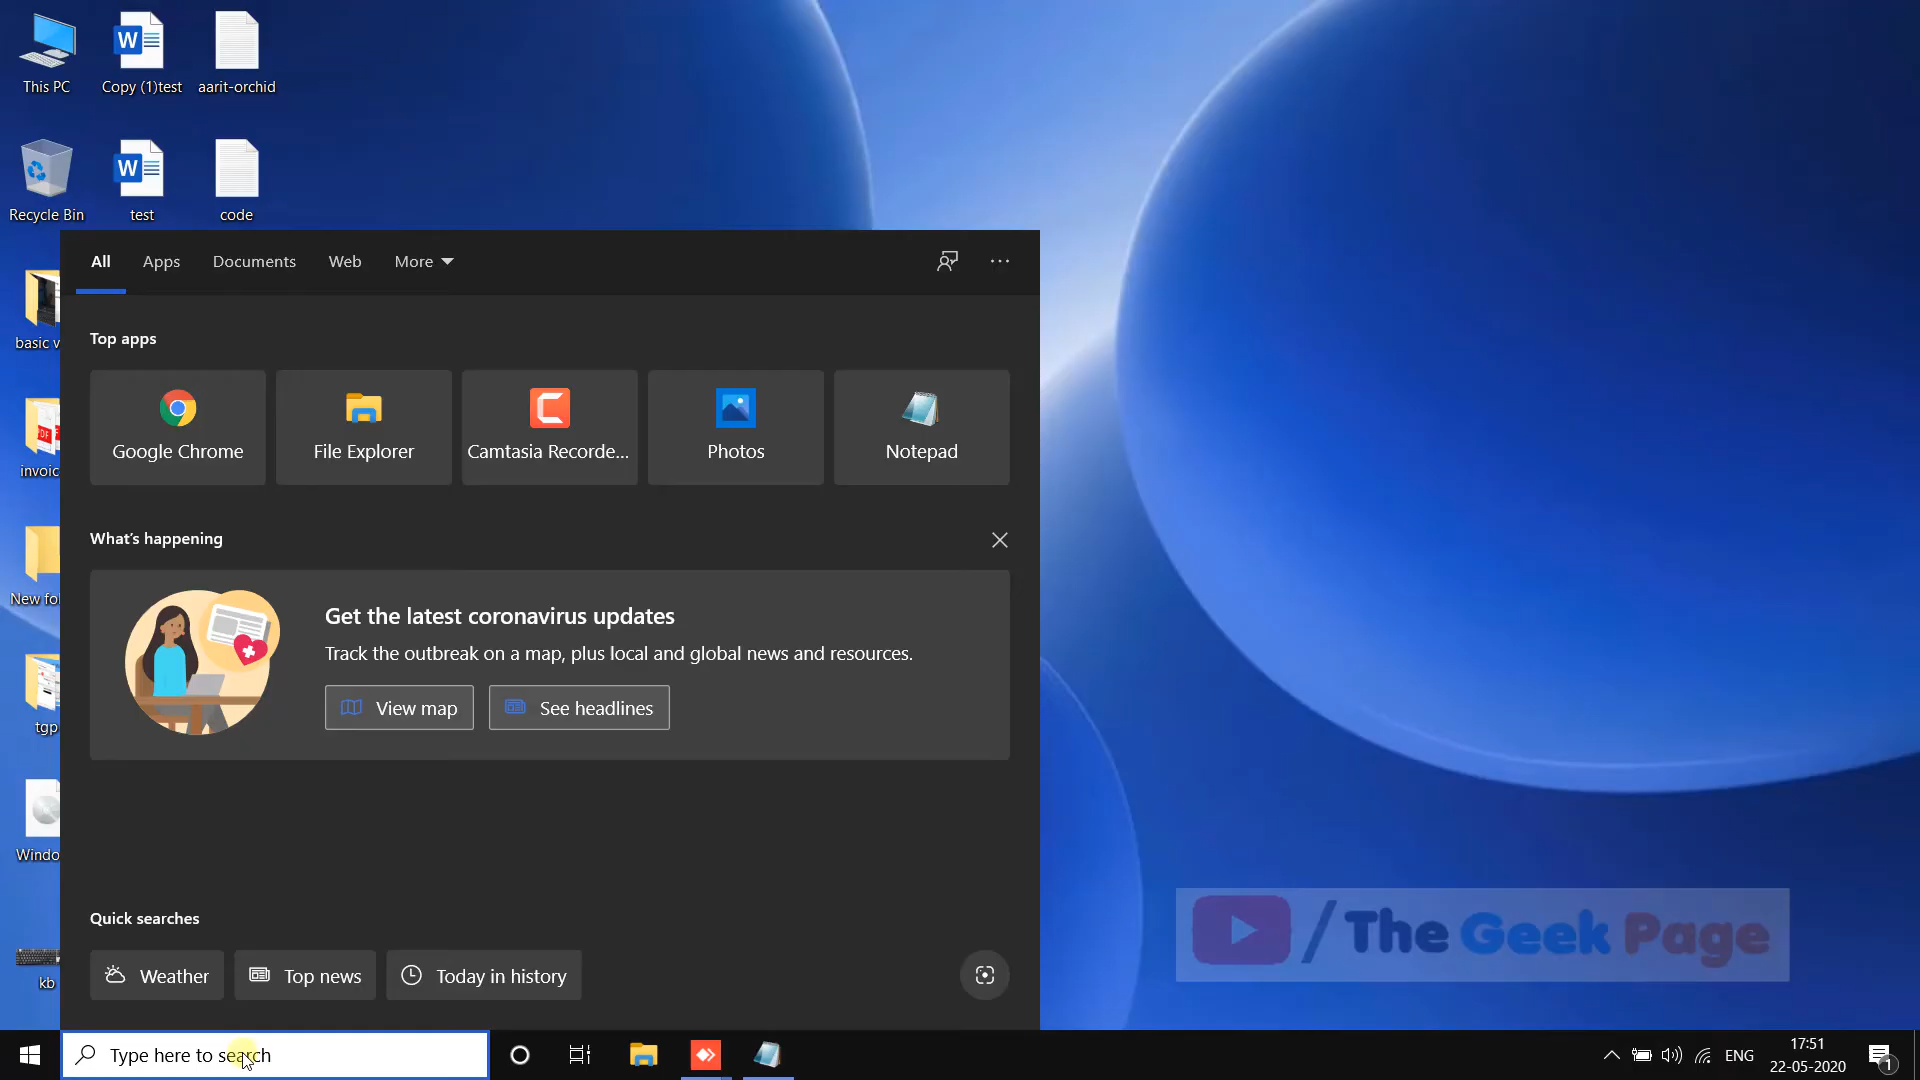 This PC
Copy (1)test
aarit-orchid
Recycle Bin
test
code
basic v
invoic
New fol
tgp
Windo
kb
All
Apps
Documents
Web
More
Top apps
Google Chrome
File Explorer
Camtasia Recorde...
Photos
Notepad
What's happening
Get the latest coronavirus updates
Track the outbreak on a map, plus local and global news and resources.
View map
See headlines
Quick searches
Weather
Top news
Today in history
/The Geek Page
Type here to search
ENG
17:51
22-05-2020
1